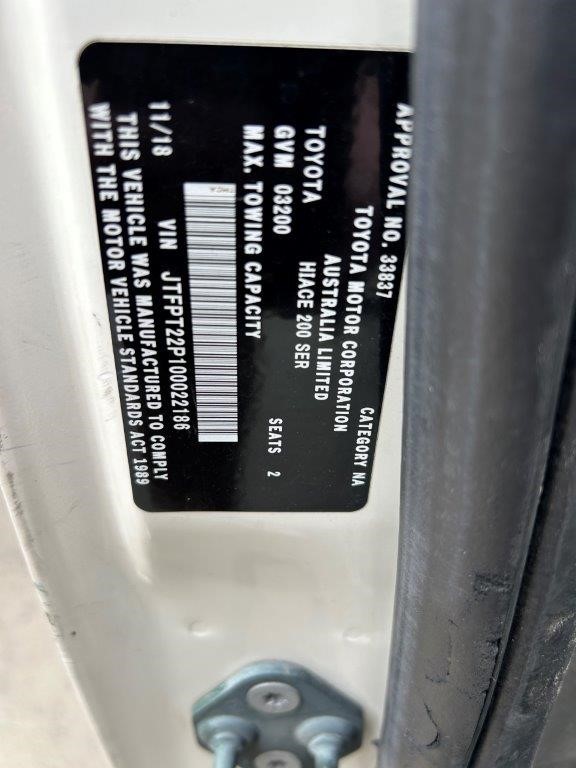 APPROVAL NO. 33837 CATEGORY NA
TOYOTA MOTOR CORPORATION
AUSTRALIA LIMITED
TOYOTA HIACE 200 SER
GVM 03200 SEATS 2
MAX. TOWING CAPACITY
11/18 VIN JTFPT22P100022186
THIS VEHICLE WAS MANUFACTURED TO COMPLY
WITH THE MOTOR VEHICLE STANDARDS ACT 1989